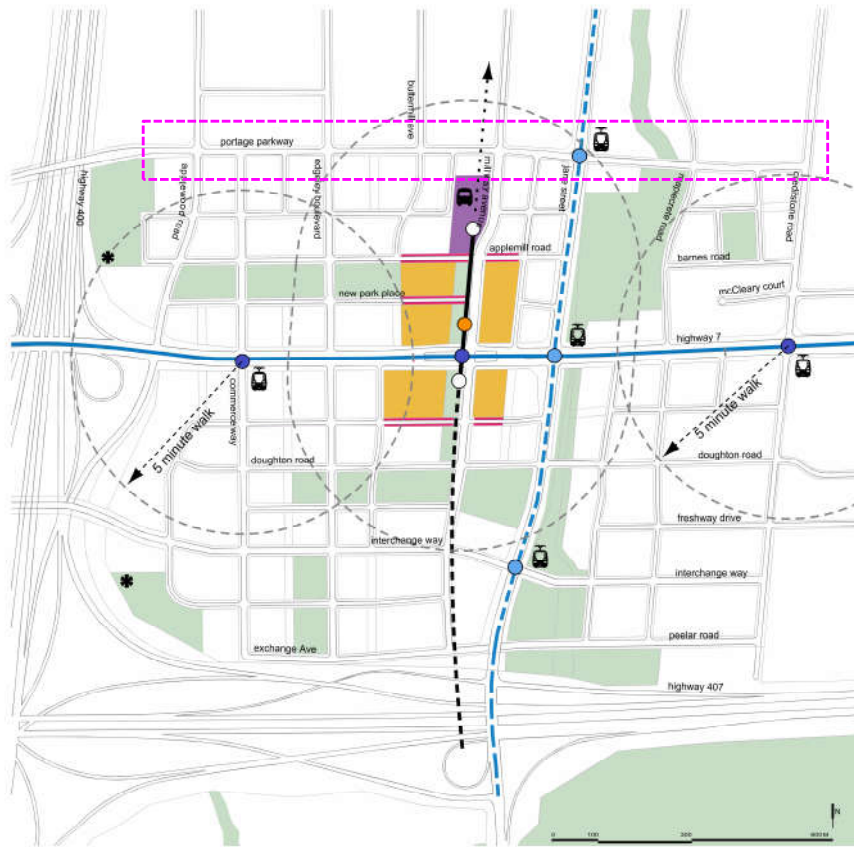 buttermill ave
portage parkway
highway 400
applewood road
edgeley boulevard
millway avenue
jane street
maplecrete road
creditstone road
applemill road
barnes road
new park place
mcCleary court
highway 7
5 minute walk
commerce way
5 minute walk
doughton road
doughton road
freshway drive
interchange way
interchange way
exchange Ave
peelar road
highway 407
N
0 100 300